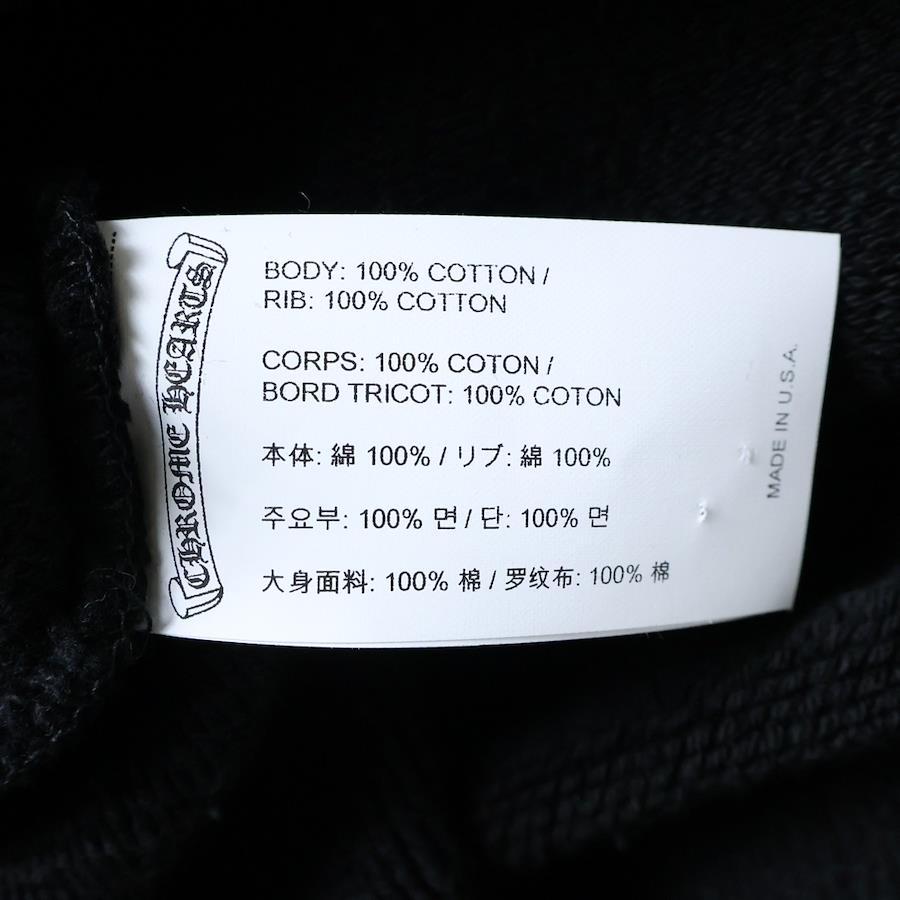 CHROME HEARTS
BODY: 100% COTTON /
RIB: 100% COTTON
CORPS: 100% COTON /
BORD TRICOT: 100% COTON
本体: 綿 100% / リブ: 綿 100%
주요부: 100% 면 / 단: 100% 면
大身面料: 100% 棉 / 罗纹布: 100% 棉
MADE IN U.S.A.